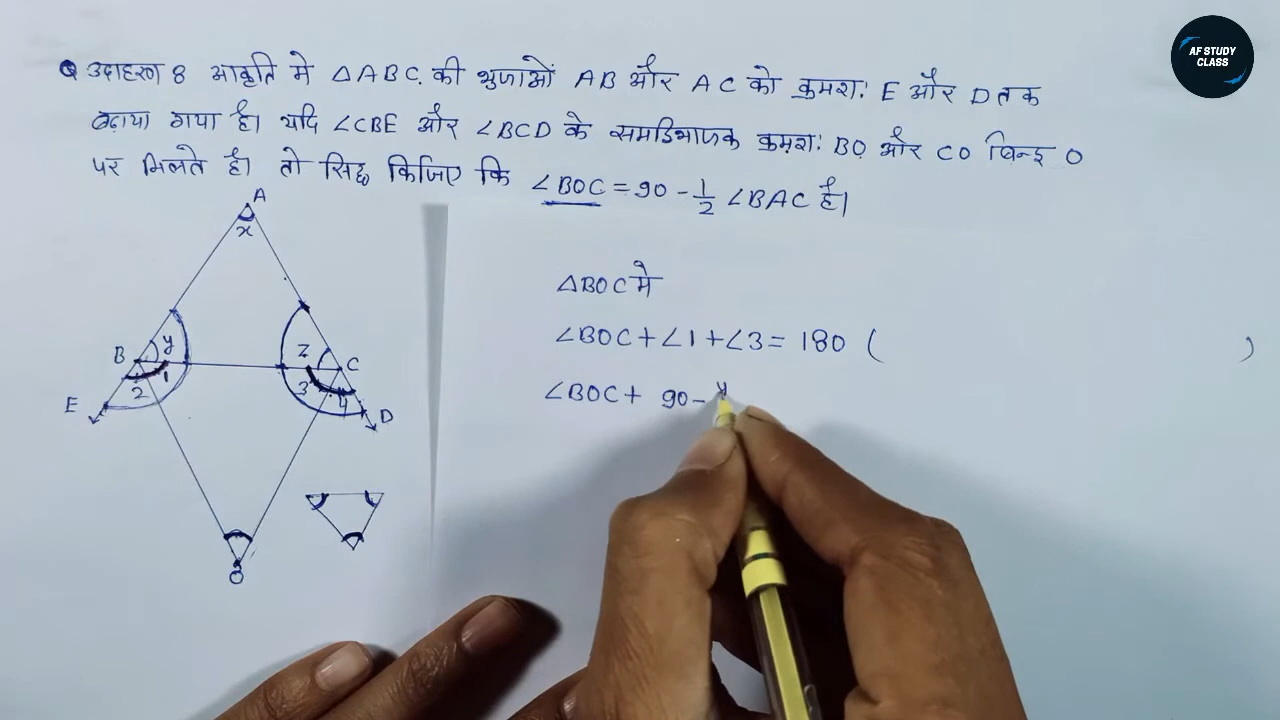 AF STUDY
CLASS
Q उदाहरण 8 आकृति मे △ABC की भुजाओं AB और AC को क्रमश: E और D तक
बढाया गया है। यदि ∠CBE और ∠BCD के समद्विभाजक क्रमश: BO और CO बिन्दु O
पर मिलते है। तो सिद्ध किजिए कि ∠BOC = 90 - 1/2 ∠BAC है।
A
x
△BOC मे
∠BOC + ∠1 + ∠3 = 180 ( )
B y z C
2 1 3 4
∠BOC + 90 -
E D
O